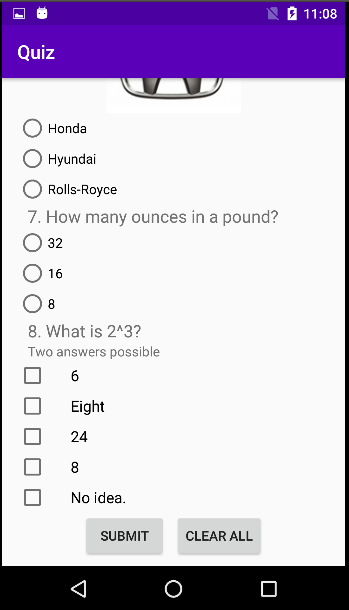 11:08
Quiz
Honda
Hyundai
Rolls-Royce
7. How many ounces in a pound?
32
16
8
8. What is 2^3?
Two answers possible
6
Eight
24
8
No idea.
SUBMIT CLEAR ALL